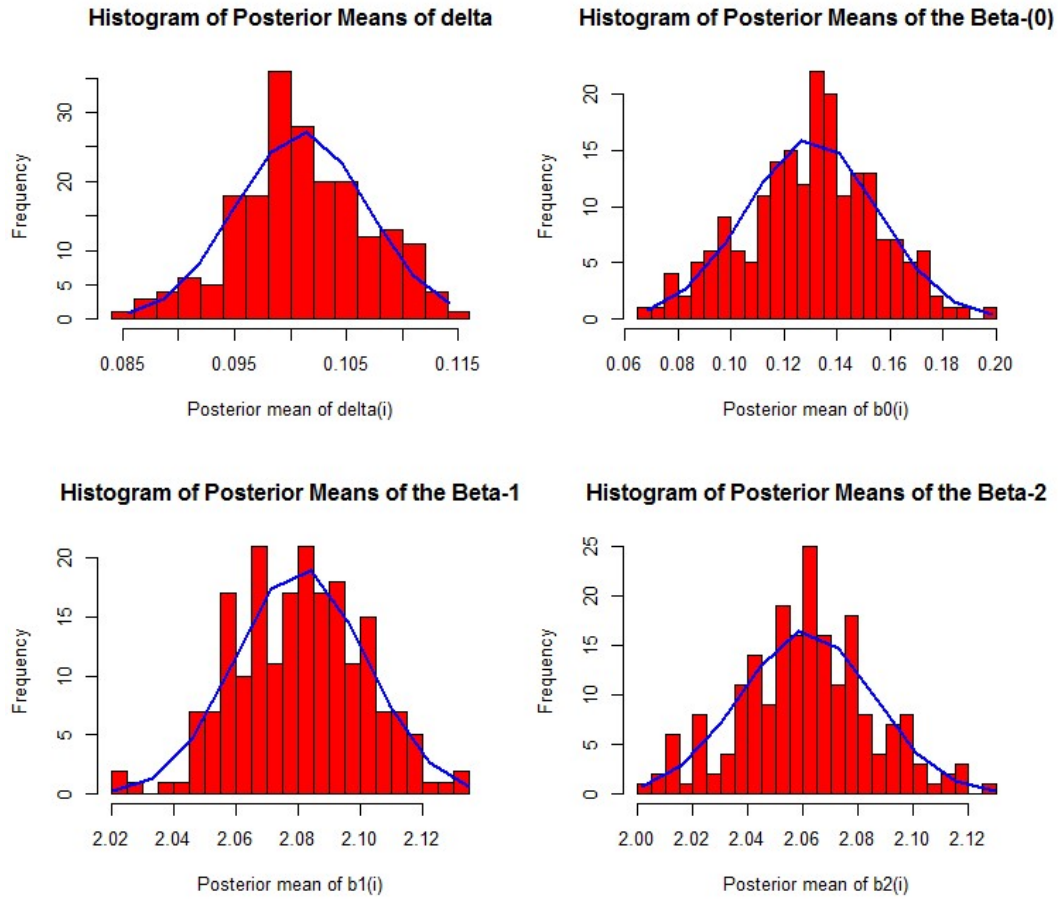 Histogram of Posterior Means of delta
Frequency
0 5 10 20 30
0.085 0.095 0.105 0.115
Posterior mean of delta(i)
Histogram of Posterior Means of the Beta-(0)
Frequency
0 5 10 15 20
0.06 0.08 0.10 0.12 0.14 0.16 0.18 0.20
Posterior mean of b0(i)
Histogram of Posterior Means of the Beta-1
Frequency
0 5 10 15 20
2.02 2.04 2.06 2.08 2.10 2.12
Posterior mean of b1(i)
Histogram of Posterior Means of the Beta-2
Frequency
0 5 10 15 20 25
2.00 2.02 2.04 2.06 2.08 2.10 2.12
Posterior mean of b2(i)